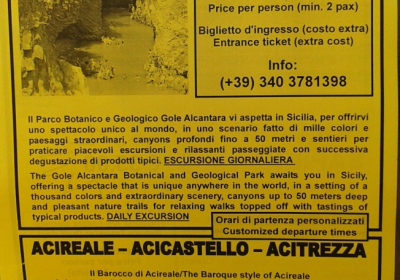 Price per person (min. 2 pax)
Biglietto d'ingresso (costo extra)
Entrance ticket (extra cost)
Info:
(+39) 340 3781398
Il Parco Botanico e Geologico Gole Alcantara vi aspetta in Sicilia, per offrirvi
uno spettacolo unico al mondo, in uno scenario fatto di mille colori e
paesaggi straordinari, canyons profondi fino a 50 metri e sentieri per
praticare piacevoli escursioni e rilassanti passeggiate con successiva
degustazione di prodotti tipici. ESCURSIONE GIORNALIERA
The Gole Alcantara Botanical and Geological Park awaits you in Sicily,
offering a spectacle that is unique anywhere in the world, in a setting of a
thousand colors and extraordinary scenery, canyons up to 50 meters deep
and pleasant nature trails for relaxing walks topped off with tastings of
typical products. DAILY EXCURSION
Orari di partenza personalizzati
Customized departure times
ACIREALE – ACICASTELLO – ACITREZZA
Il Barocco di Acireale/The Baroque style of Acireale